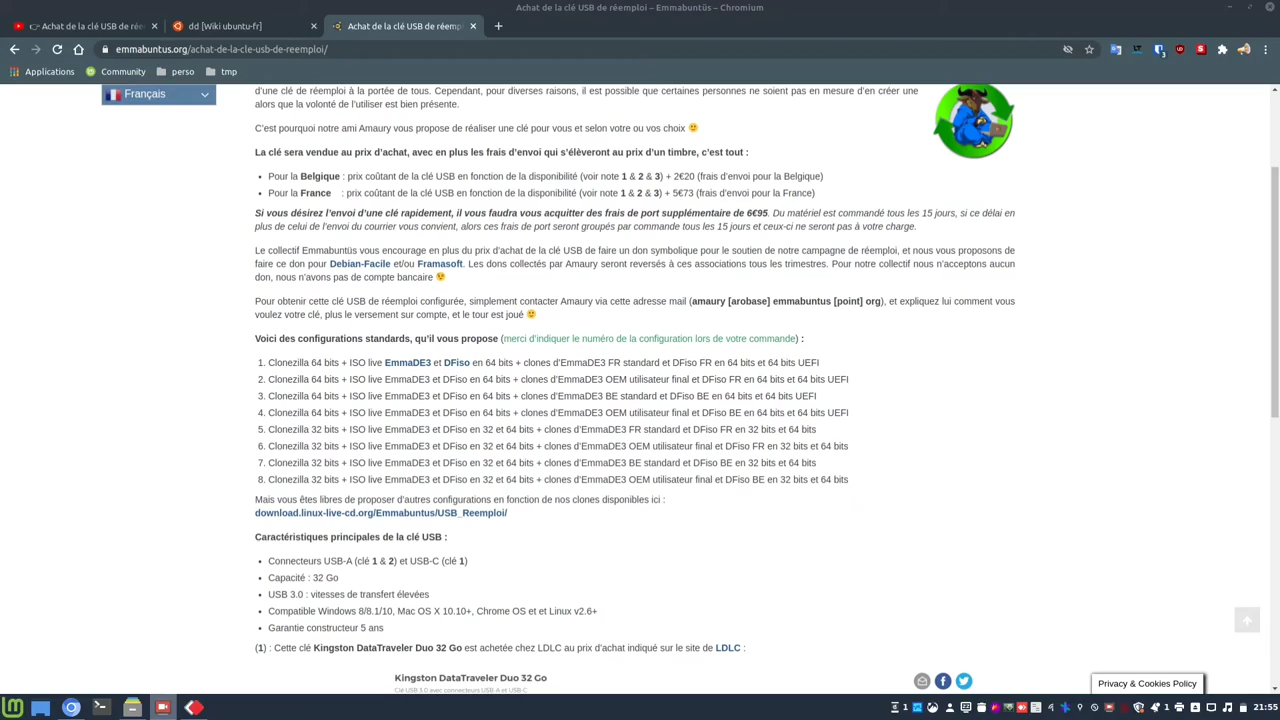 Achat de la clé USB de réemploi – Emmabuntüs – Chromium
👉 Achat de la clé USB de rée
dd [Wiki ubuntu-fr]
Achat de la clé USB de réemp
emmabuntus.org/achat-de-la-cle-usb-de-reemploi/
Applications
Community
perso
tmp
Français
d'une clé de réemploi à la portée de tous. Cependant, pour diverses raisons, il est possible que certaines personnes ne soient pas en mesure d'en créer une
alors que la volonté de l'utiliser est bien présente.
C'est pourquoi notre ami Amaury vous propose de réaliser une clé pour vous et selon votre ou vos choix 🙂
La clé sera vendue au prix d'achat, avec en plus les frais d'envoi qui s'élèveront au prix d'un timbre, c'est tout :
• Pour la Belgique : prix coûtant de la clé USB en fonction de la disponibilité (voir note 1 & 2 & 3) + 2€20 (frais d'envoi pour la Belgique)
• Pour la France : prix coûtant de la clé USB en fonction de la disponibilité (voir note 1 & 2 & 3) + 5€73 (frais d'envoi pour la France)
Si vous désirez l'envoi d'une clé rapidement, il vous faudra vous acquitter des frais de port supplémentaire de 6€95. Du matériel est commandé tous les 15 jours, si ce délai en
plus de celui de l'envoi du courrier vous convient, alors ces frais de port seront groupés par commande tous les 15 jours et ceux-ci ne seront pas à votre charge.
Le collectif Emmabuntüs vous encourage en plus du prix d'achat de la clé USB de faire un don symbolique pour le soutien de notre campagne de réemploi, et nous vous proposons de
faire ce don pour Debian-Facile et/ou Framasoft. Les dons collectés par Amaury seront reversés à ces associations tous les trimestres. Pour notre collectif nous n'acceptons aucun
don, nous n'avons pas de compte bancaire 😉
Pour obtenir cette clé USB de réemploi configurée, simplement contacter Amaury via cette adresse mail (amaury [arobase] emmabuntus [point] org), et expliquez lui comment vous
voulez votre clé, plus le versement sur compte, et le tour est joué 🙂
Voici des configurations standards, qu'il vous propose (merci d'indiquer le numéro de la configuration lors de votre commande) :
1. Clonezilla 64 bits + ISO live EmmaDE3 et DFiso en 64 bits + clones d'EmmaDE3 FR standard et DFiso FR en 64 bits et 64 bits UEFI
2. Clonezilla 64 bits + ISO live EmmaDE3 et DFiso en 64 bits + clones d'EmmaDE3 OEM utilisateur final et DFiso FR en 64 bits et 64 bits UEFI
3. Clonezilla 64 bits + ISO live EmmaDE3 et DFiso en 64 bits + clones d'EmmaDE3 BE standard et DFiso BE en 64 bits et 64 bits UEFI
4. Clonezilla 64 bits + ISO live EmmaDE3 et DFiso en 64 bits + clones d'EmmaDE3 OEM utilisateur final et DFiso BE en 64 bits et 64 bits UEFI
5. Clonezilla 32 bits + ISO live EmmaDE3 et DFiso en 32 et 64 bits + clones d'EmmaDE3 FR standard et DFiso FR en 32 bits et 64 bits
6. Clonezilla 32 bits + ISO live EmmaDE3 et DFiso en 32 et 64 bits + clones d'EmmaDE3 OEM utilisateur final et DFiso FR en 32 bits et 64 bits
7. Clonezilla 32 bits + ISO live EmmaDE3 et DFiso en 32 et 64 bits + clones d'EmmaDE3 BE standard et DFiso BE en 32 bits et 64 bits
8. Clonezilla 32 bits + ISO live EmmaDE3 et DFiso en 32 et 64 bits + clones d'EmmaDE3 OEM utilisateur final et DFiso BE en 32 bits et 64 bits
Mais vous êtes libres de proposer d'autres configurations en fonction de nos clones disponibles ici :
download.linux-live-cd.org/Emmabuntus/USB_Reemploi/
Caractéristiques principales de la clé USB :
• Connecteurs USB-A (clé 1 & 2) et USB-C (clé 1)
• Capacité : 32 Go
• USB 3.0 : vitesses de transfert élevées
• Compatible Windows 8/8.1/10, Mac OS X 10.10+, Chrome OS et et Linux v2.6+
• Garantie constructeur 5 ans
(1) : Cette clé Kingston DataTraveler Duo 32 Go est achetée chez LDLC au prix d'achat indiqué sur le site de LDLC :
Kingston DataTraveler Duo 32 Go
Clé USB 3.0 avec connecteurs USB-A et USB-C
Privacy & Cookies Policy
1
1
21:55